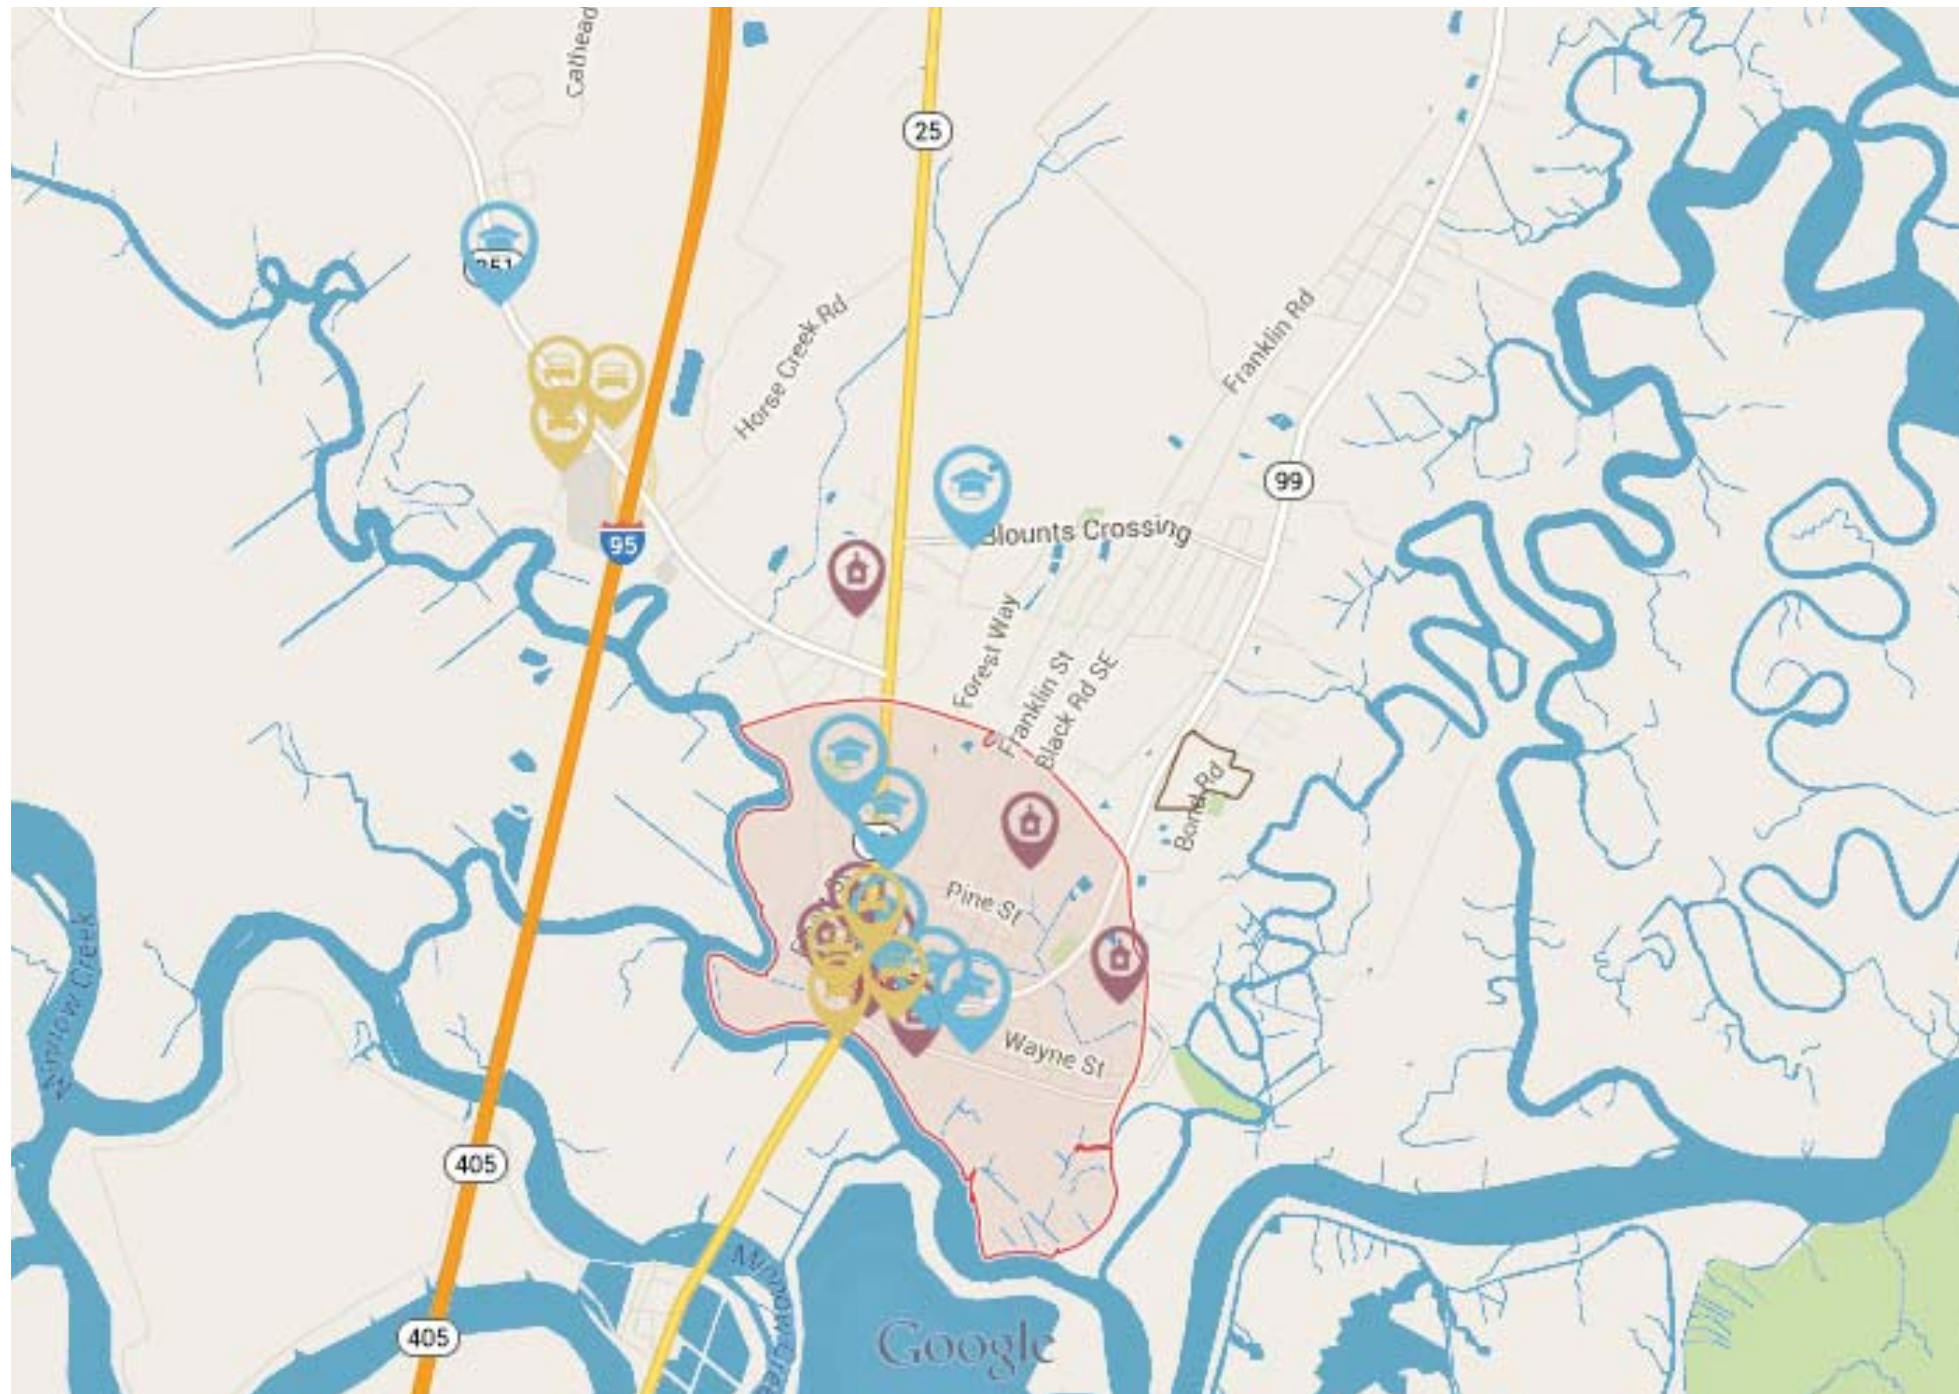 Cathead
25
251
Horse Creek Rd
Franklin Rd
99
Blounts Crossing
95
Forest Way
Franklin St
Black Rd SE
Bond Rd
Pine St
Wayne St
405
405
Google